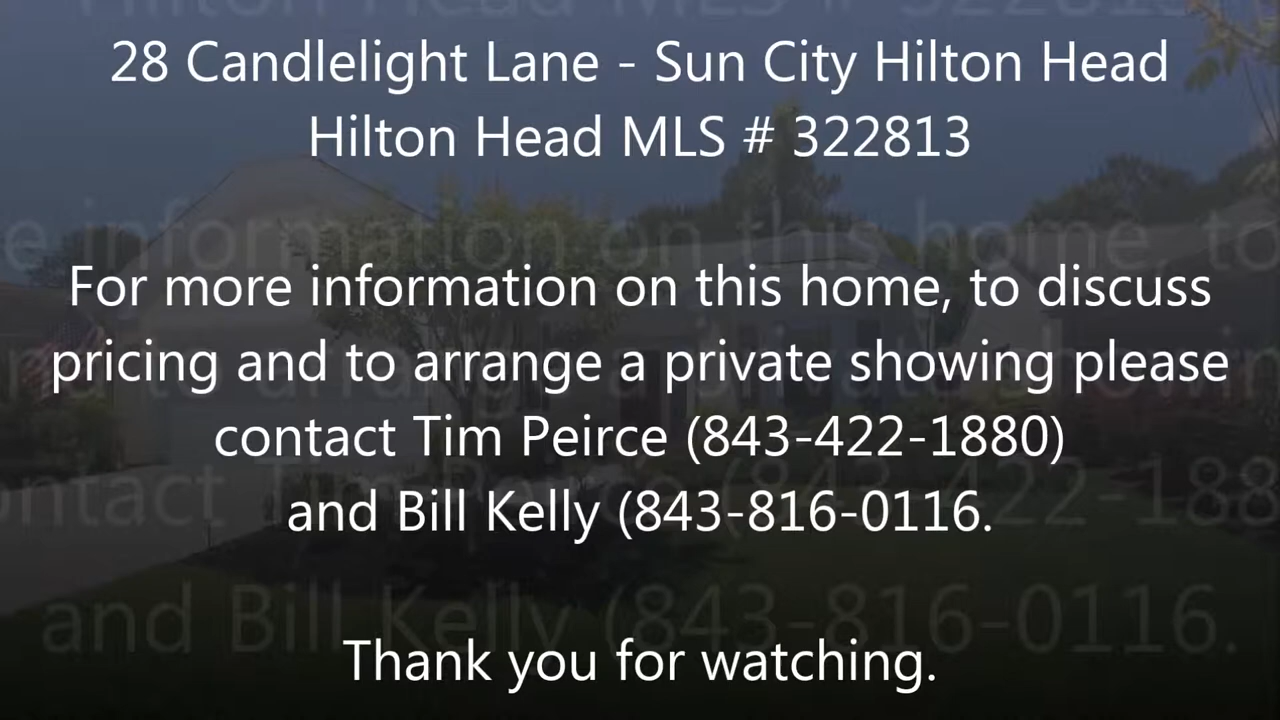 28 Candlelight Lane - Sun City Hilton Head
Hilton Head MLS # 322813
For more information on this home, to discuss
pricing and to arrange a private showing please
contact Tim Peirce (843-422-1880)
and Bill Kelly (843-816-0116.
Thank you for watching.